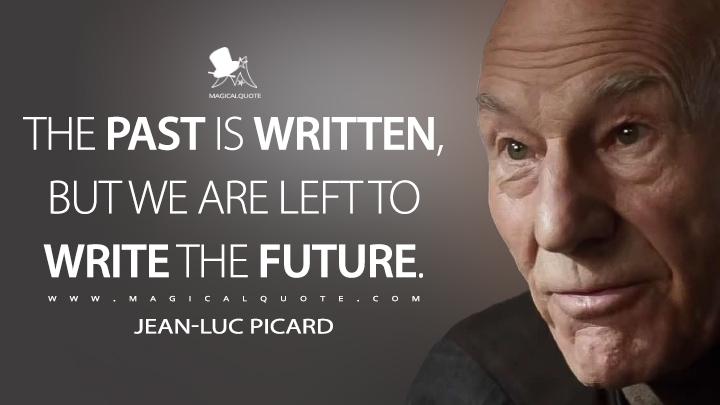 MAGICALQUOTE
THE PAST IS WRITTEN,
BUT WE ARE LEFT TO
WRITE THE FUTURE.
WWW.MAGICALQUOTE.COM
JEAN-LUC PICARD